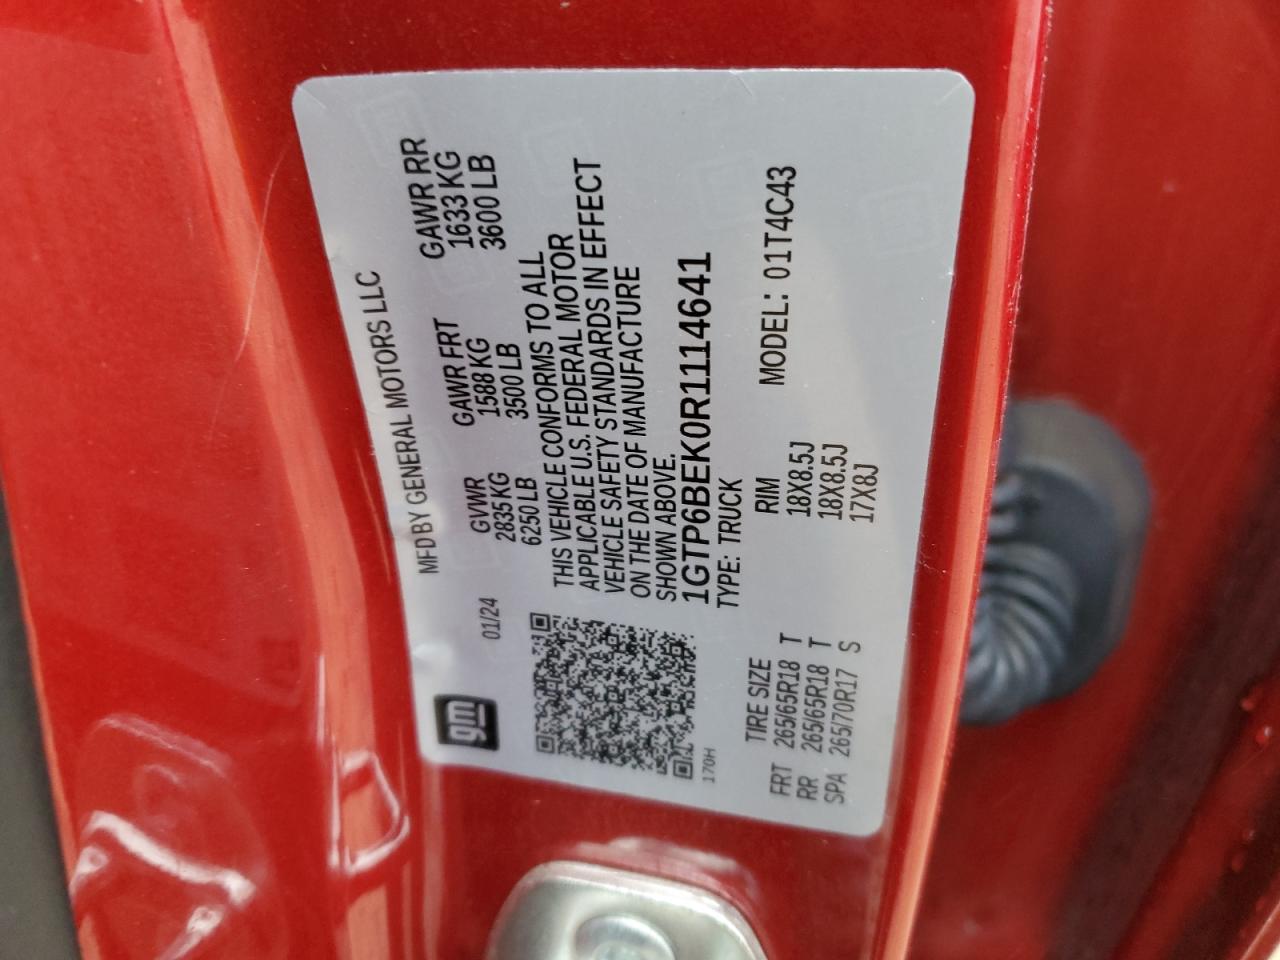 MFD BY GENERAL MOTORS LLC
gm
01/24
GVWR GAWR FRT GAWR RR
2835 KG 1588 KG 1633 KG
6250 LB 3500 LB 3600 LB
THIS VEHICLE CONFORMS TO ALL
APPLICABLE U.S. FEDERAL MOTOR
VEHICLE SAFETY STANDARDS IN EFFECT
ON THE DATE OF MANUFACTURE
SHOWN ABOVE.
1GTP6BEK0R1114641
TYPE: TRUCK
170H
MODEL: 01T4C43
TIRE SIZE RIM
FRT 265/65R18 T 18X8.5J
RR 265/65R18 T 18X8.5J
SPA 265/70R17 S 17X8J